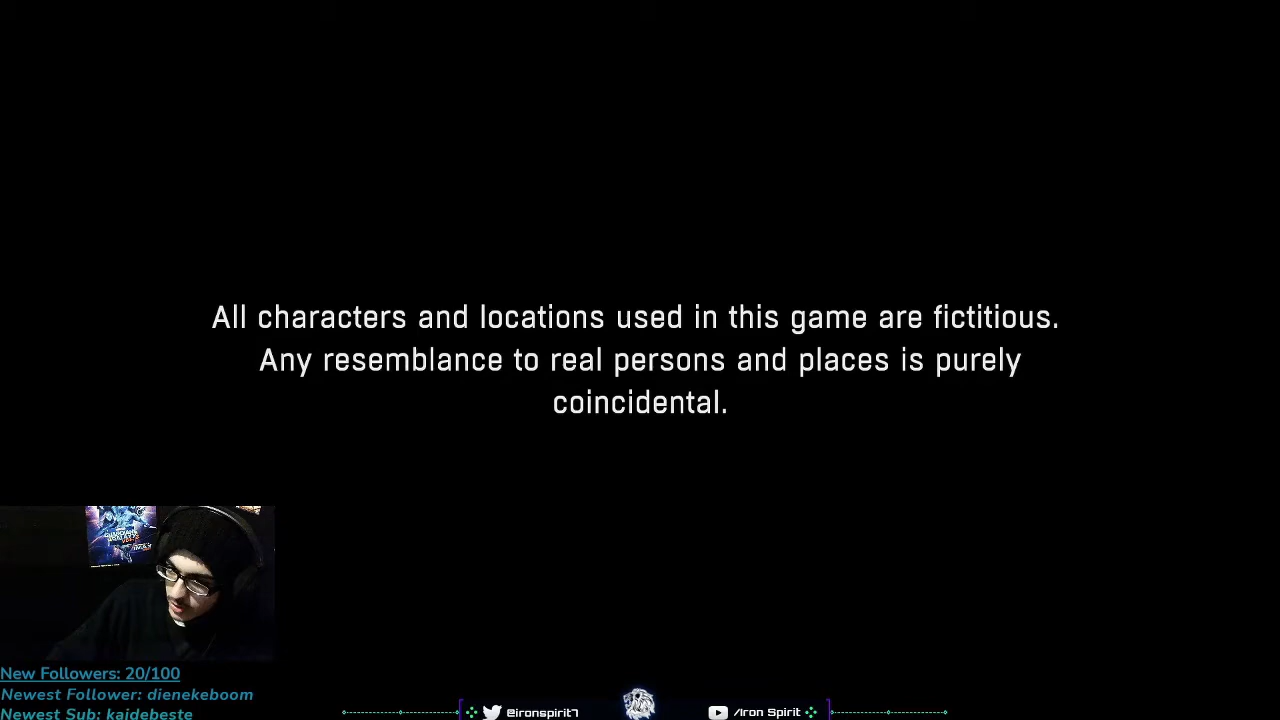 All characters and locations used in this game are fictitious.
Any resemblance to real persons and places is purely
coincidental.
New Followers: 20/100
Newest Follower: dienekeboom
Newest Sub: kajdebeste
@ironspirit7
/Iron Spirit